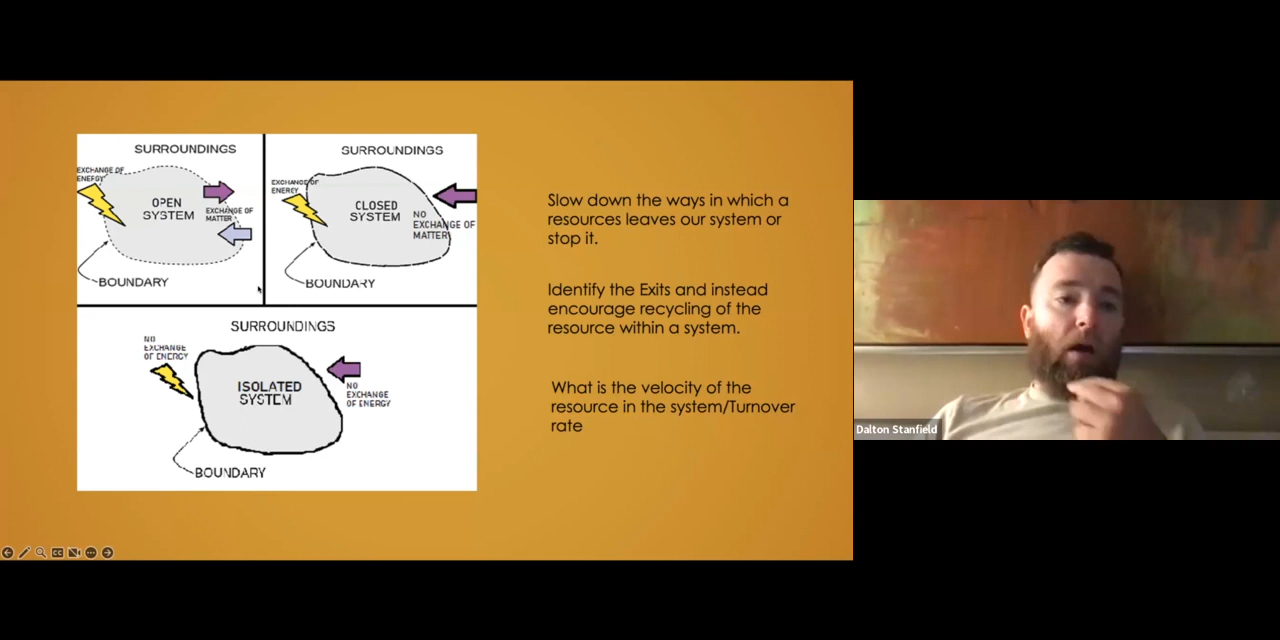 SURROUNDINGS
EXCHANGE OF
ENERGY
OPEN
SYSTEM
EXCHANGE OF
MATTER
BOUNDARY
SURROUNDINGS
EXCHANGE OF
ENERGY
CLOSED
SYSTEM
NO
EXCHANGE OF
MATTER
BOUNDARY
SURROUNDINGS
NO
EXCHANGE
OF ENERGY
ISOLATED
SYSTEM
NO
EXCHANGE
OF ENERGY
BOUNDARY
Slow down the ways in which a
resources leaves our system or
stop it.
Identify the Exits and instead
encourage recycling of the
resource within a system.
What is the velocity of the
resource in the system/Turnover
rate
CC
Dalton Stanfield